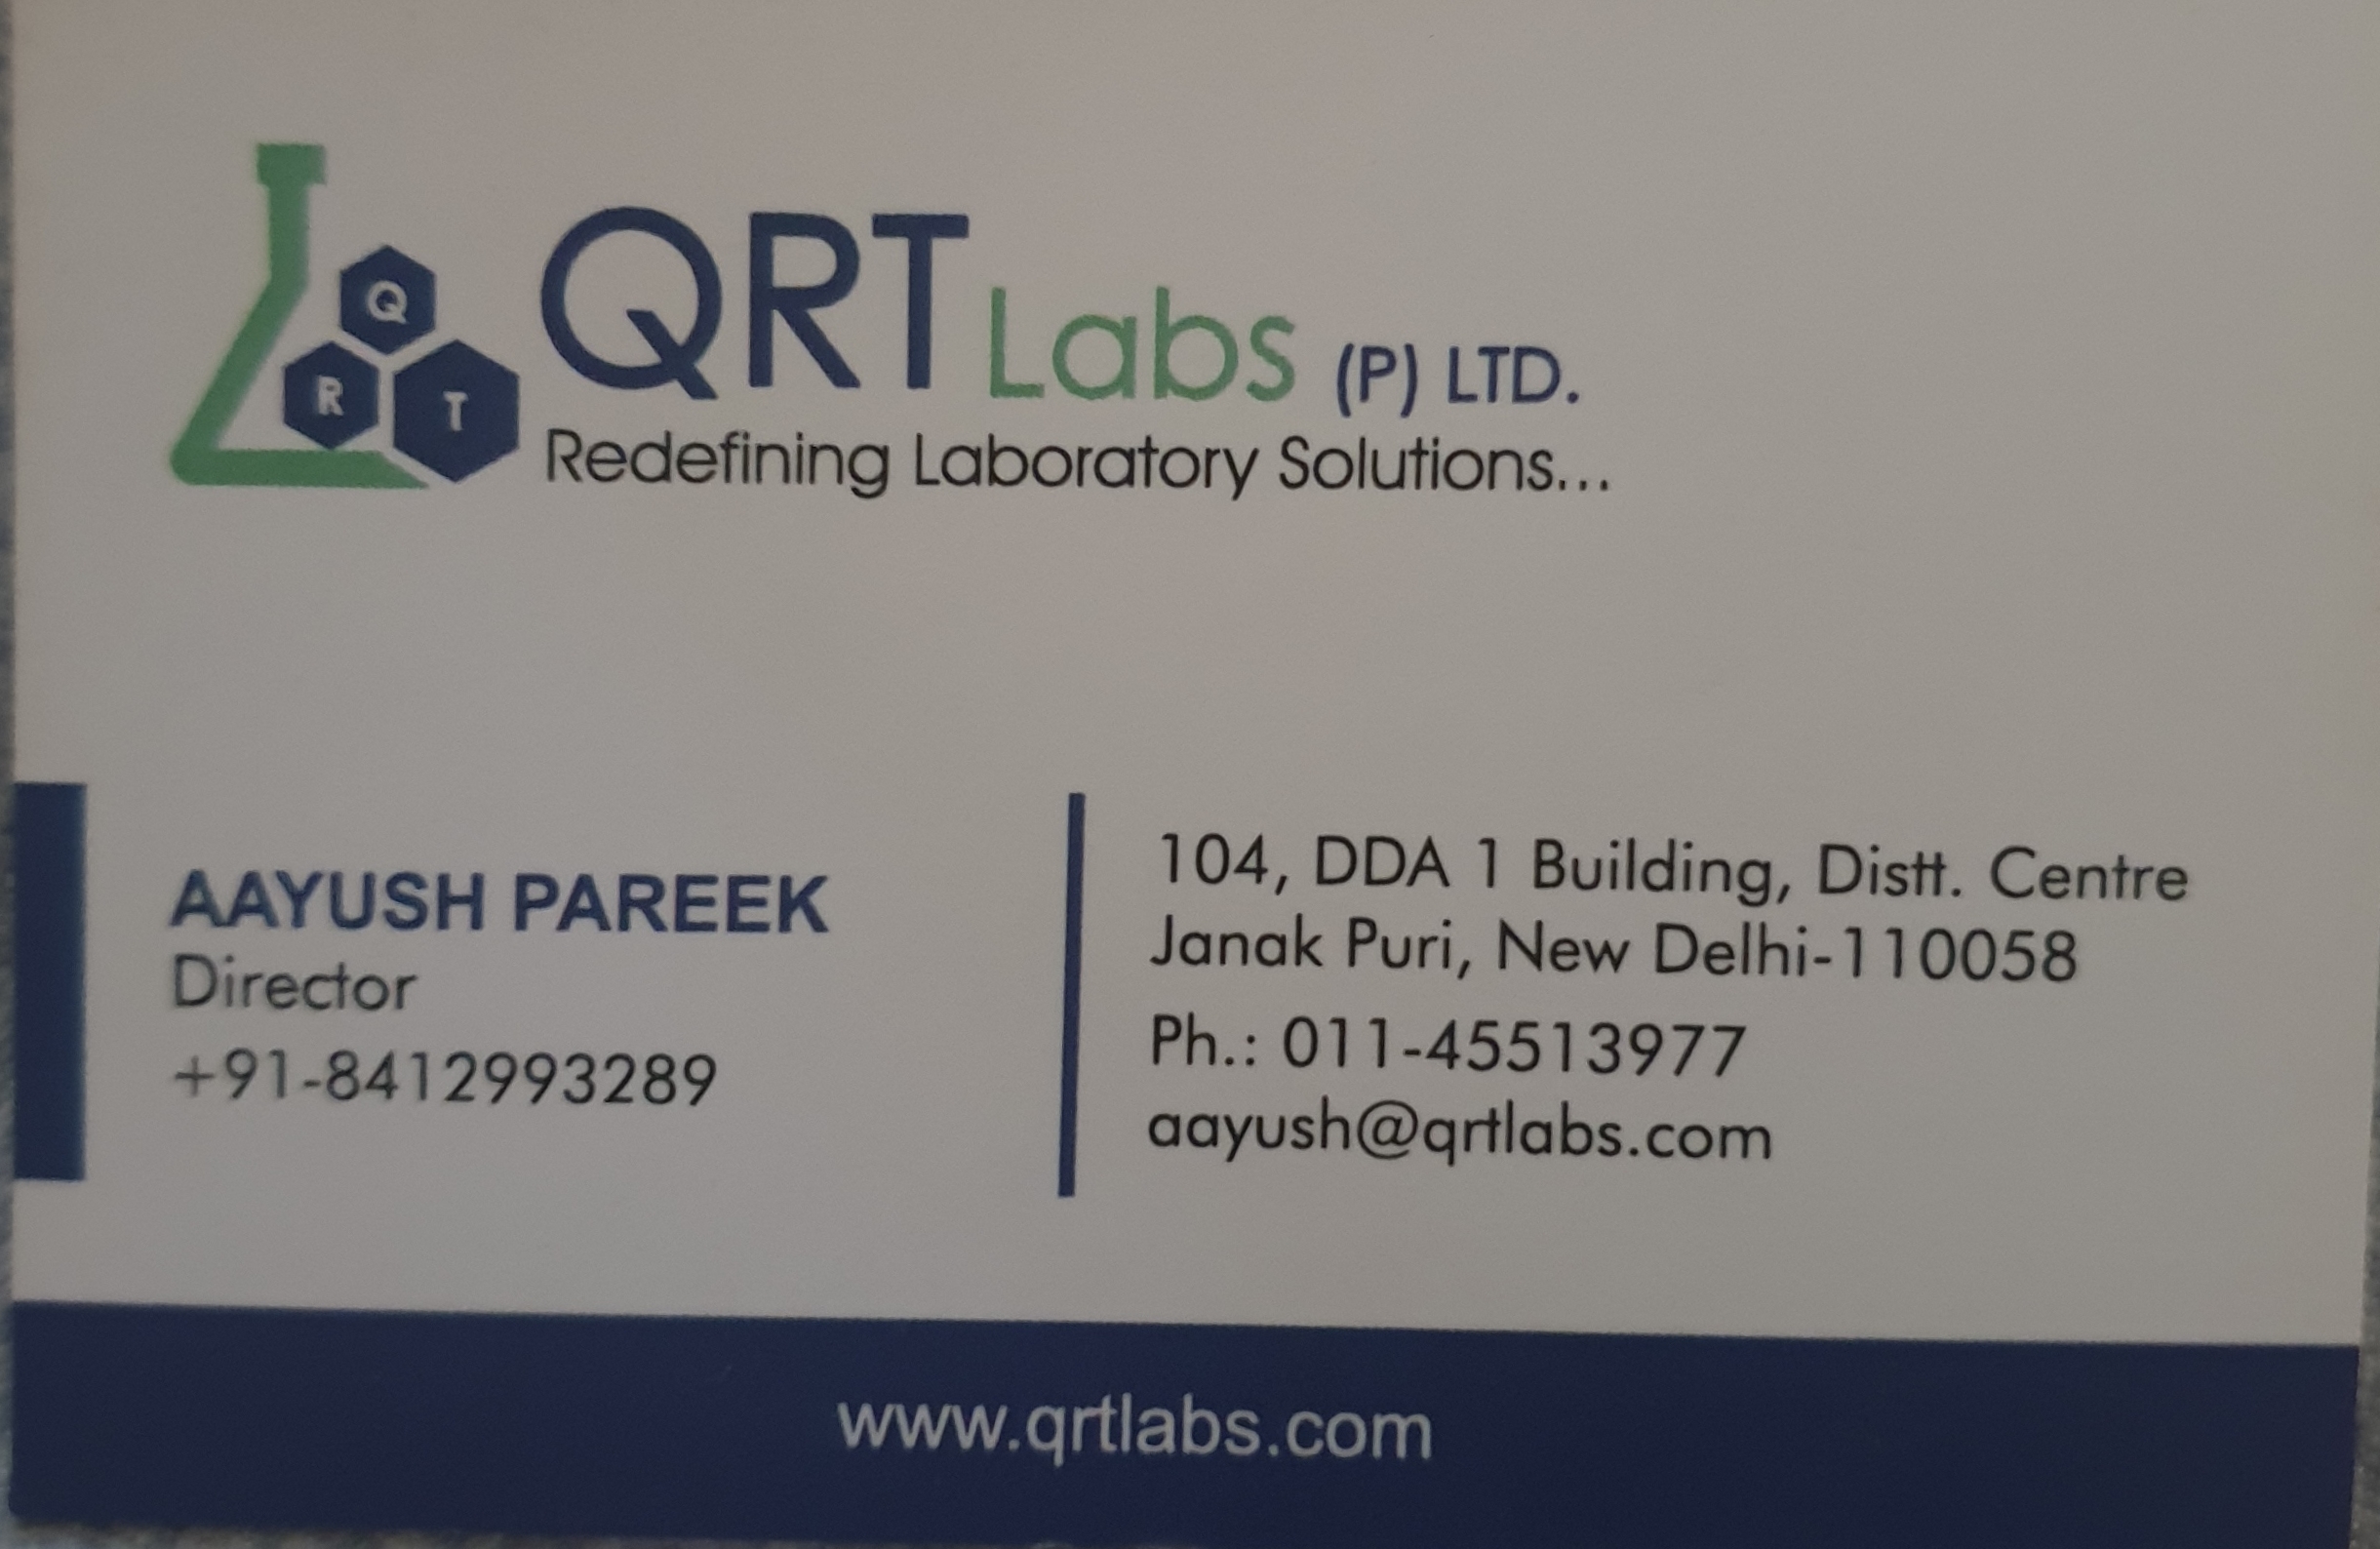 Q
R T
QRT Labs (P) LTD.
Redefining Laboratory Solutions...
AAYUSH PAREEK
Director
+91-8412993289
104, DDA 1 Building, Distt. Centre
Janak Puri, New Delhi-110058
Ph.: 011-45513977
aayush@qrtlabs.com
www.qrtlabs.com